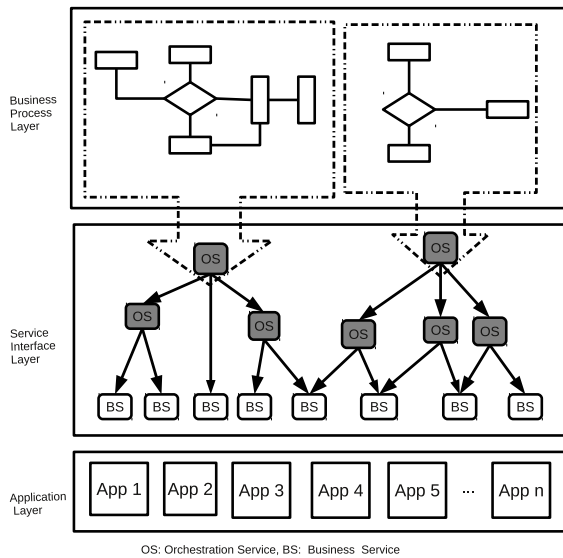 Business
Process
Layer
OS
OS
OS
OS
OS
OS
OS
Service
Interface
Layer
BS
BS
BS
BS
BS
BS
BS
BS
Application
Layer
App 1
App 2
App 3
App 4
App 5
...
App n
OS: Orchestration Service, BS: Business Service